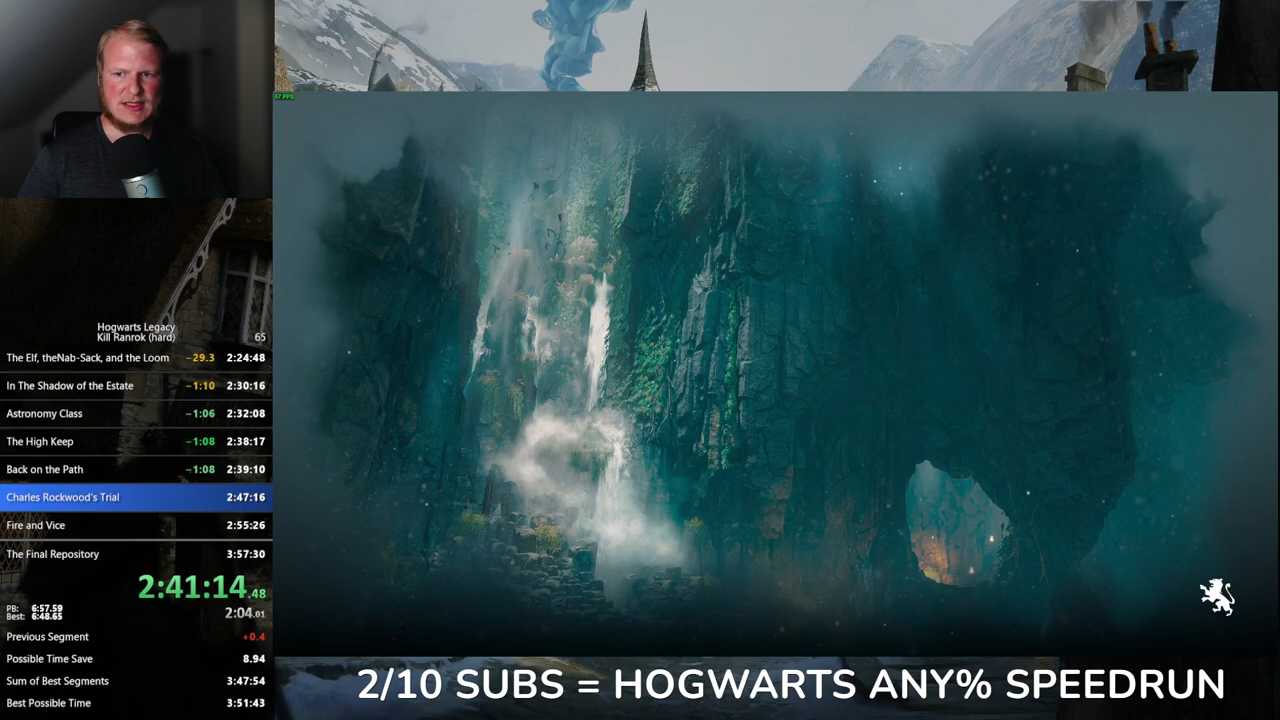 57 FPS
Hogwarts Legacy
Kill Ranrok (hard) 65
The Elf, theNab-Sack, and the Loom -29.3 2:24:48
In The Shadow of the Estate -1:10 2:30:16
Astronomy Class -1:06 2:32:08
The High Keep -1:08 2:38:17
Back on the Path -1:08 2:39:10
Charles Rockwood's Trial 2:47:16
Fire and Vice 2:55:26
The Final Repository 3:57:30
2:41:14.48
PB: 6:57.59
Best: 6:48.65
2:04.01
Previous Segment +0.4
Possible Time Save 8.94
Sum of Best Segments 3:47:54
Best Possible Time 3:51:43
2/10 SUBS = HOGWARTS ANY% SPEEDRUN